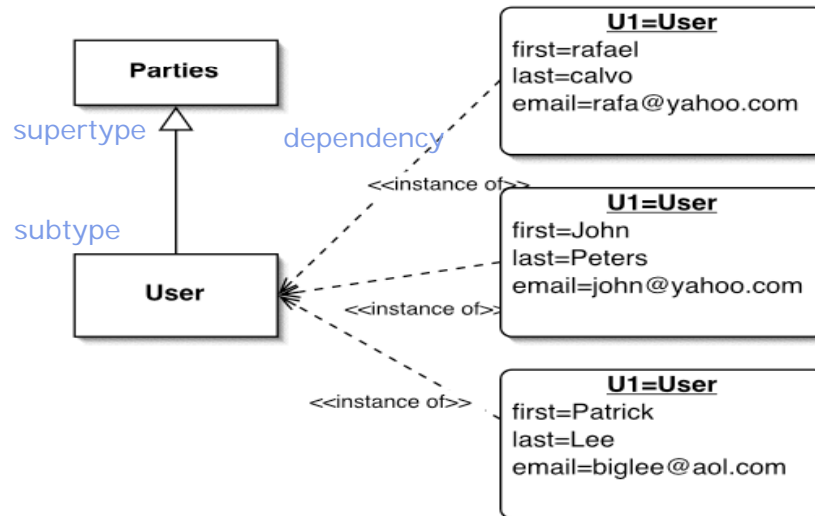 Parties
supertype
subtype
User
dependency
<<instance of>>
<<instance of>>
<<instance of>>
U1=User
first=rafael
last=calvo
email=rafa@yahoo.com
U1=User
first=John
last=Peters
email=john@yahoo.com
U1=User
first=Patrick
last=Lee
email=biglee@aol.com